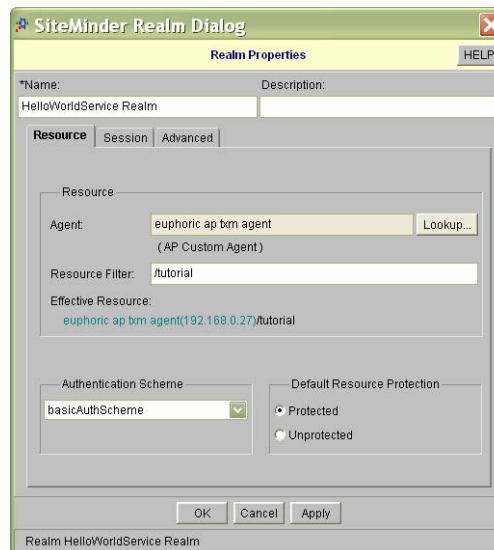 SiteMinder Realm Dialog
Realm Properties
HELP
*Name:
Description:
HelloWorldService Realm
Resource
Session
Advanced
Resource
Agent:
euphoric ap txm agent
Lookup...
(AP Custom Agent)
Resource Filter:
/tutorial
Effective Resource:
euphoric ap txm agent(192.168.0.27)/tutorial
Authentication Scheme
basicAuthScheme
Default Resource Protection
Protected
Unprotected
OK
Cancel
Apply
Realm HelloWorldService Realm